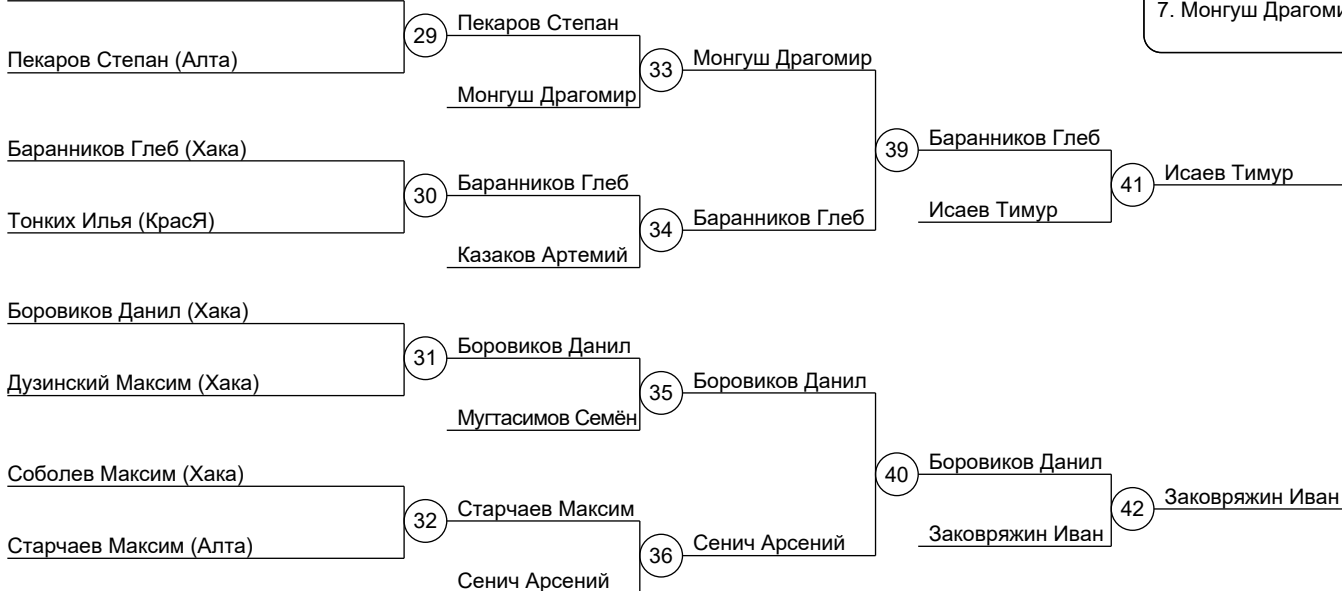 7. Монгуш Драгоми
29
Пекаров Степан
Пекаров Степан (Алта)
33
Монгуш Драгомир
Монгуш Драгомир
Баранников Глеб (Хака)
39
Баранников Глеб
30
Баранников Глеб
41
Исаев Тимур
Тонких Илья (КрасЯ)
34
Баранников Глеб
Исаев Тимур
Казаков Артемий
Боровиков Данил (Хака)
31
Боровиков Данил
Дузинский Максим (Хака)
35
Боровиков Данил
Мугтасимов Семён
Соболев Максим (Хака)
40
Боровиков Данил
32
Старчаев Максим
42
Заковряжин Иван
Старчаев Максим (Алта)
36
Сенич Арсений
Заковряжин Иван
Сенич Арсений